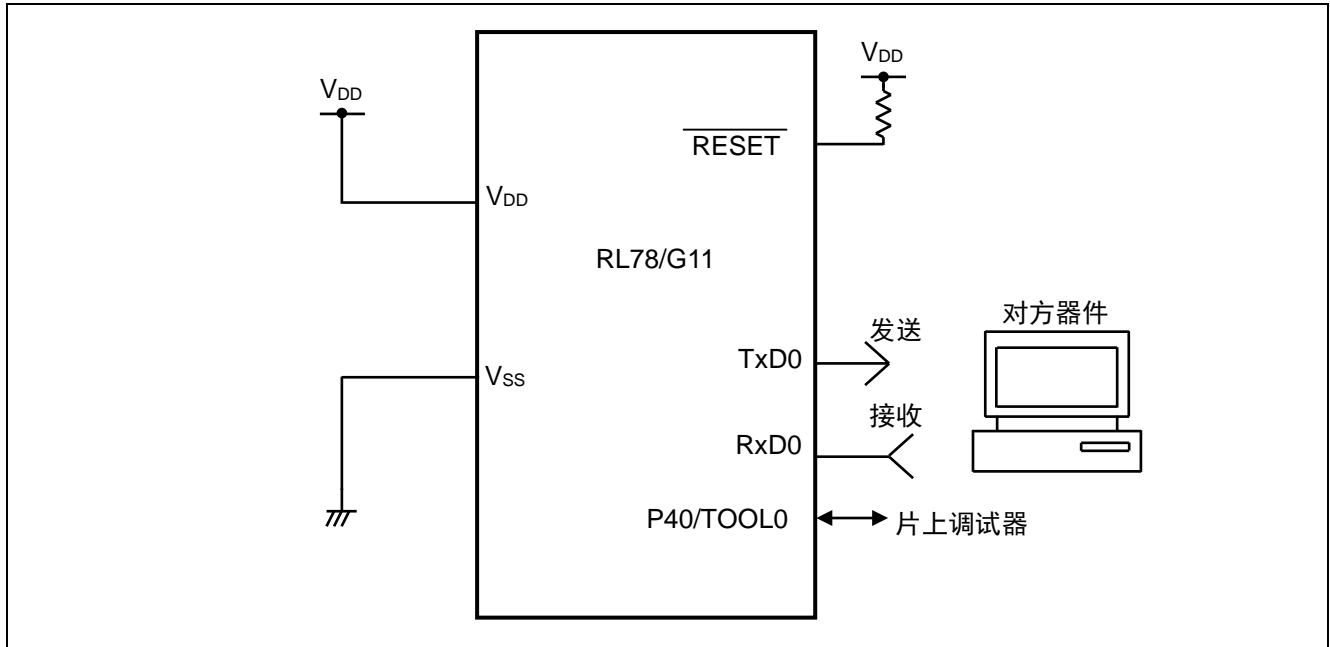 VDD
VDD
RESET
VDD
RL78/G11
对方器件
发送
TxD0
VSS
接收
RxD0
P40/TOOL0
片上调试器